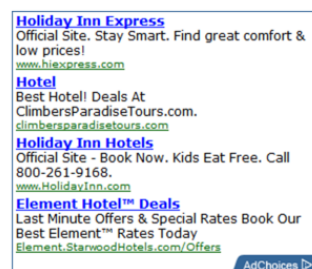 Holiday Inn Express
Official Site. Stay Smart. Find great comfort &
low prices!
www.hiexpress.com
Hotel
Best Hotel! Deals At
ClimbersParadiseTours.com.
climbersparadisetours.com
Holiday Inn Hotels
Official Site - Book Now. Kids Eat Free. Call
800-261-9168.
www.HolidayInn.com
Element Hotel™ Deals
Last Minute Offers & Special Rates Book Our
Best Element™ Rates Today
Element.StarwoodHotels.com/Offers
AdChoices